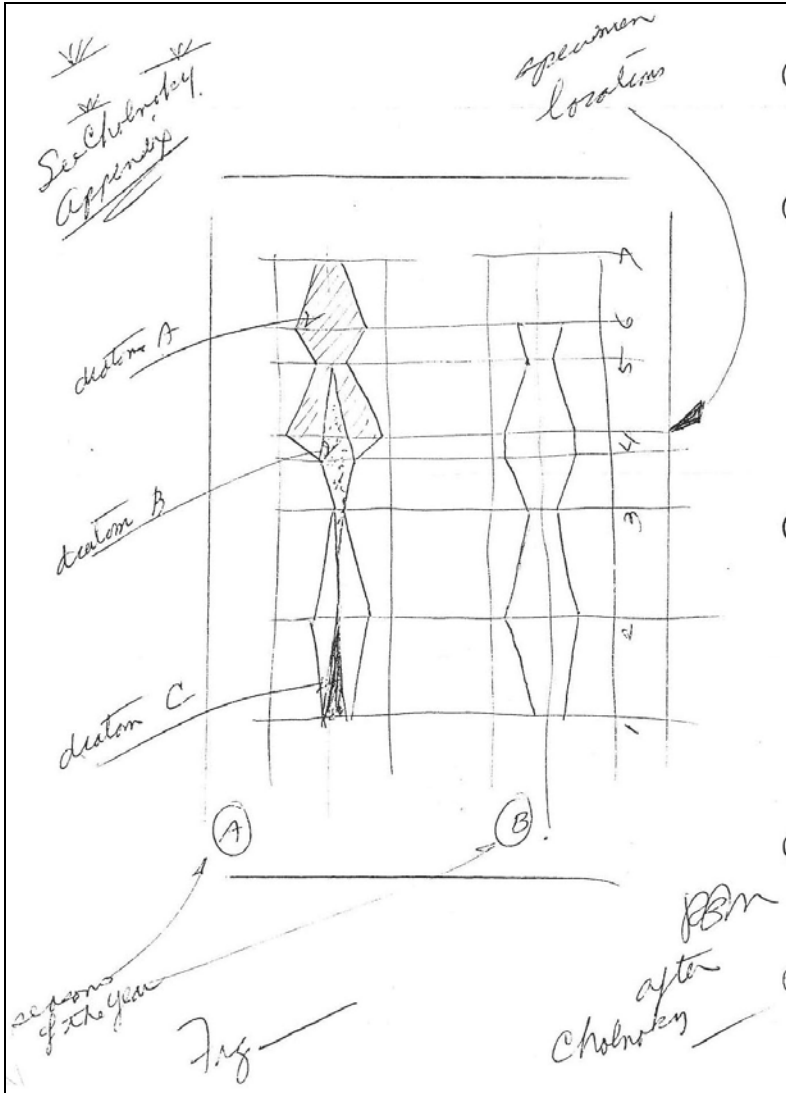 See Cholnoky
Appendix
specimen
locations
diatom A
diatom B
diatom C
7
6
5
4
3
2
1
A
B
seasons
of the year
Fig
after
Cholnoky